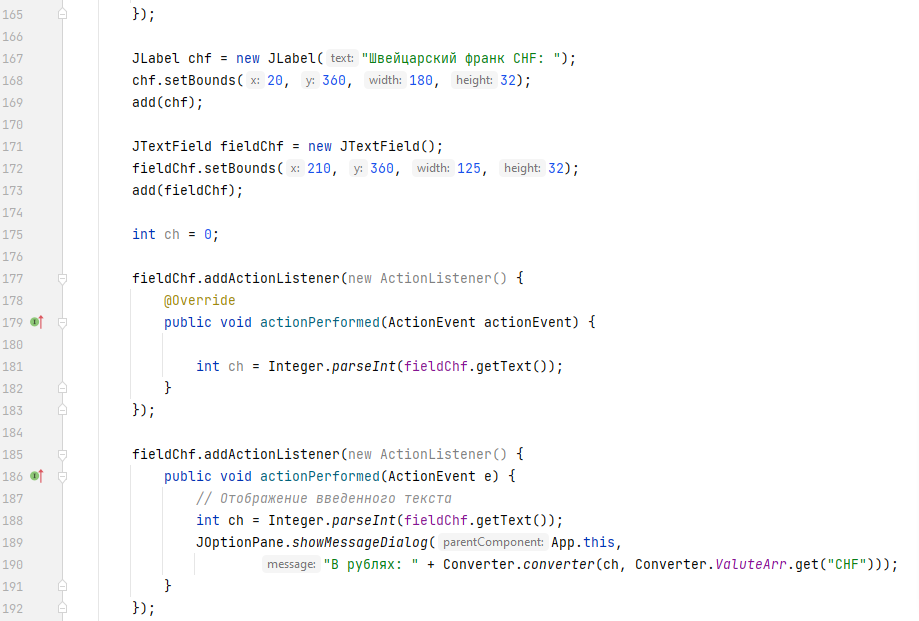 165 });
166
167 JLabel chf = new JLabel( text: "Швейцарский франк CHF: ");
168 chf.setBounds( x: 20, y: 360, width: 180, height: 32);
169 add(chf);
170
171 JTextField fieldChf = new JTextField();
172 fieldChf.setBounds( x: 210, y: 360, width: 125, height: 32);
173 add(fieldChf);
174
175 int ch = 0;
176
177 fieldChf.addActionListener(new ActionListener() {
178 @Override
179 public void actionPerformed(ActionEvent actionEvent) {
180
181 int ch = Integer.parseInt(fieldChf.getText());
182 }
183 });
184
185 fieldChf.addActionListener(new ActionListener() {
186 public void actionPerformed(ActionEvent e) {
187 // Отображение введенного текста
188 int ch = Integer.parseInt(fieldChf.getText());
189 JOptionPane.showMessageDialog( parentComponent: App.this,
190 message: "В рублях: " + Converter.converter(ch, Converter.ValuteArr.get("CHF")));
191 }
192 });